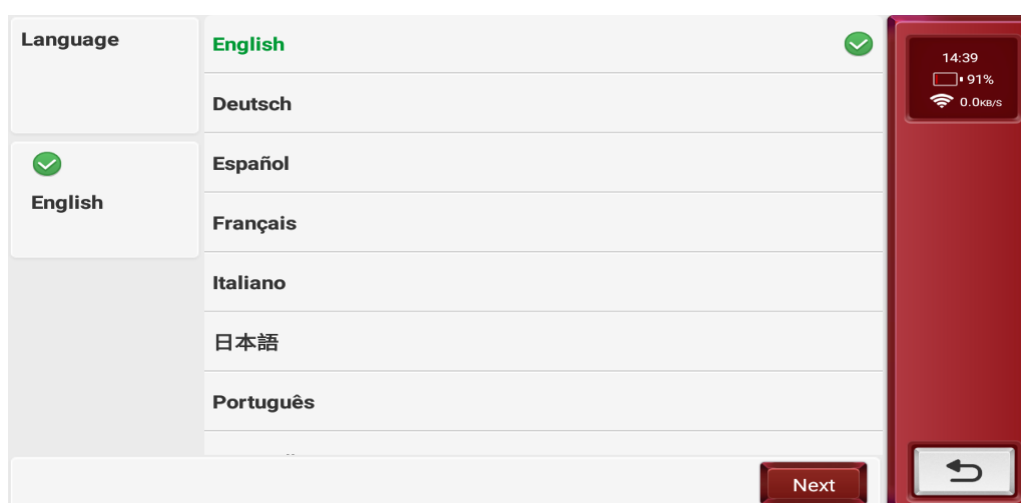 Language
English
English
Deutsch
Español
Français
Italiano
日本語
Português
Next
14:39
91%
0.0KB/S